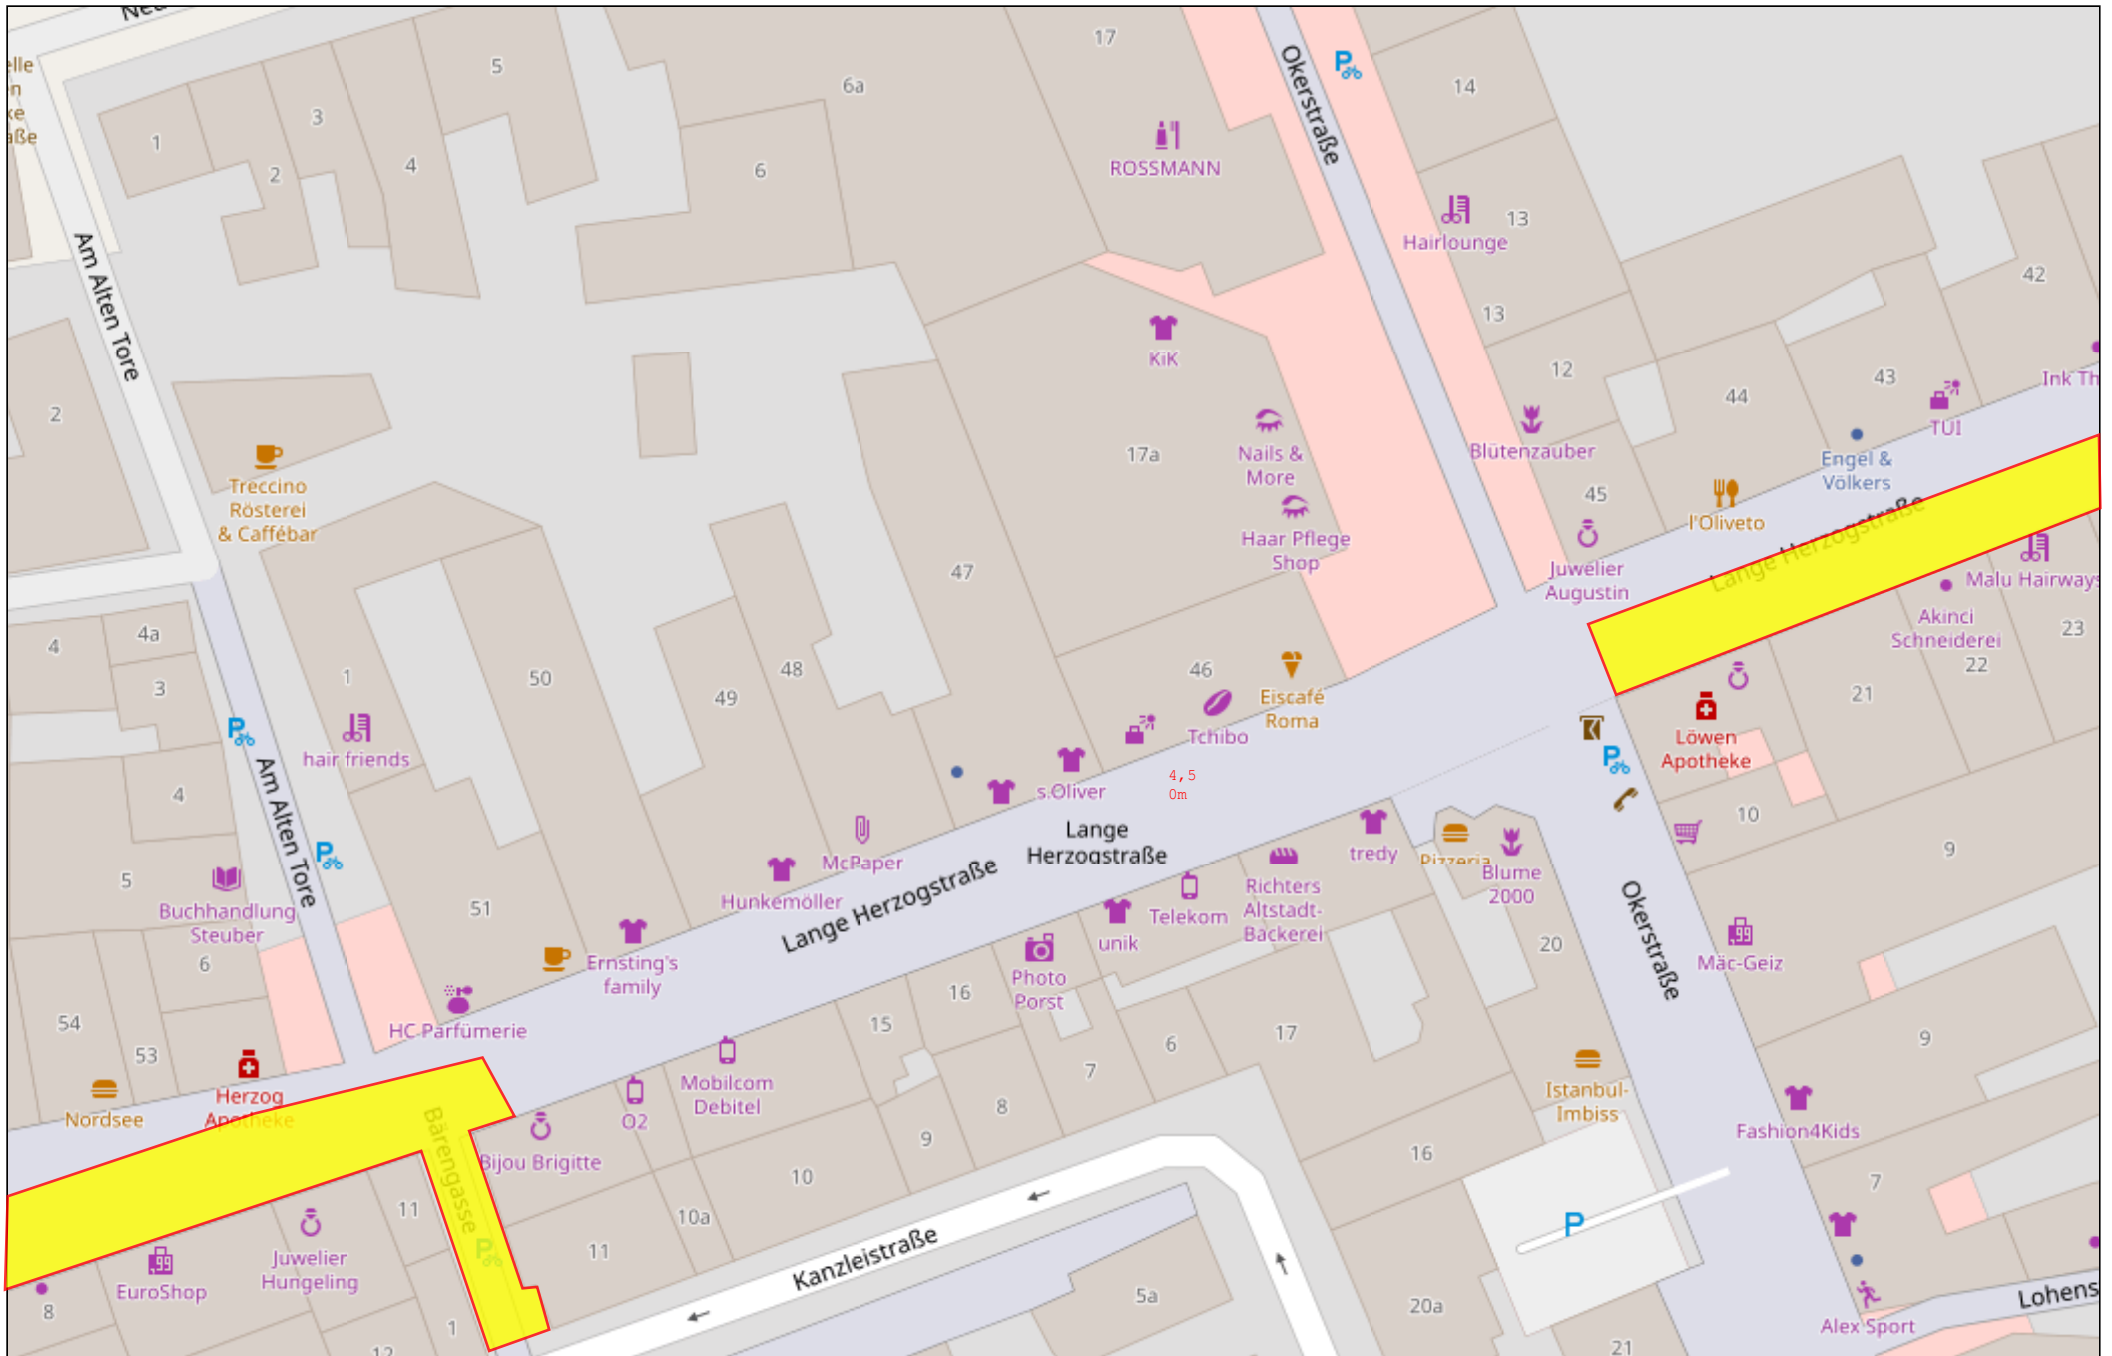 17
6a
5
14
3
1
4
2
6
ROSSMANN
Okerstraße
13
Hairlounge
42
Am Alten Tore
13
KiK
12
44
43
TUI
2
Nails &
More
17a
Blütenzauber
Engel &
Völkers
Treccino
Rösterei
& Caffébar
45
l'Oliveto
Haar Pflege
Shop
Lange Herzogstraße
47
Juwelier
Augustin
Malu Hairways
Akinci
Schneiderei
4a
4
23
22
3
1
50
48
49
46
Eiscafé
Roma
21
Tchibo
Löwen
Apotheke
hair friends
4,5
0m
s.Oliver
4
10
Lange
Herzogstraße
McPaper
tredy
Pizzeria
9
Am Alten Tore
5
Hunkemöller
Blume
2000
Richters
Altstadt-
Bäckerei
Telekom
Buchhandlung
Steuber
51
Lange Herzogstraße
unik
20
Okerstraße
6
Ernsting's
family
Photo
Porst
Mäc-Geiz
16
54
15
17
HC Parfümerie
53
6
9
7
Mobilcom
Debitel
Istanbul-
Imbiss
Herzog
Apotheke
Nordsee
O2
8
Fashion4Kids
9
Bärengasse
Bijou Brigitte
16
10
7
11
10a
P
11
Kanzleistraße
Juwelier
Hungeling
EuroShop
5a
Lohens
20a
8
1
Alex Sport
21
12